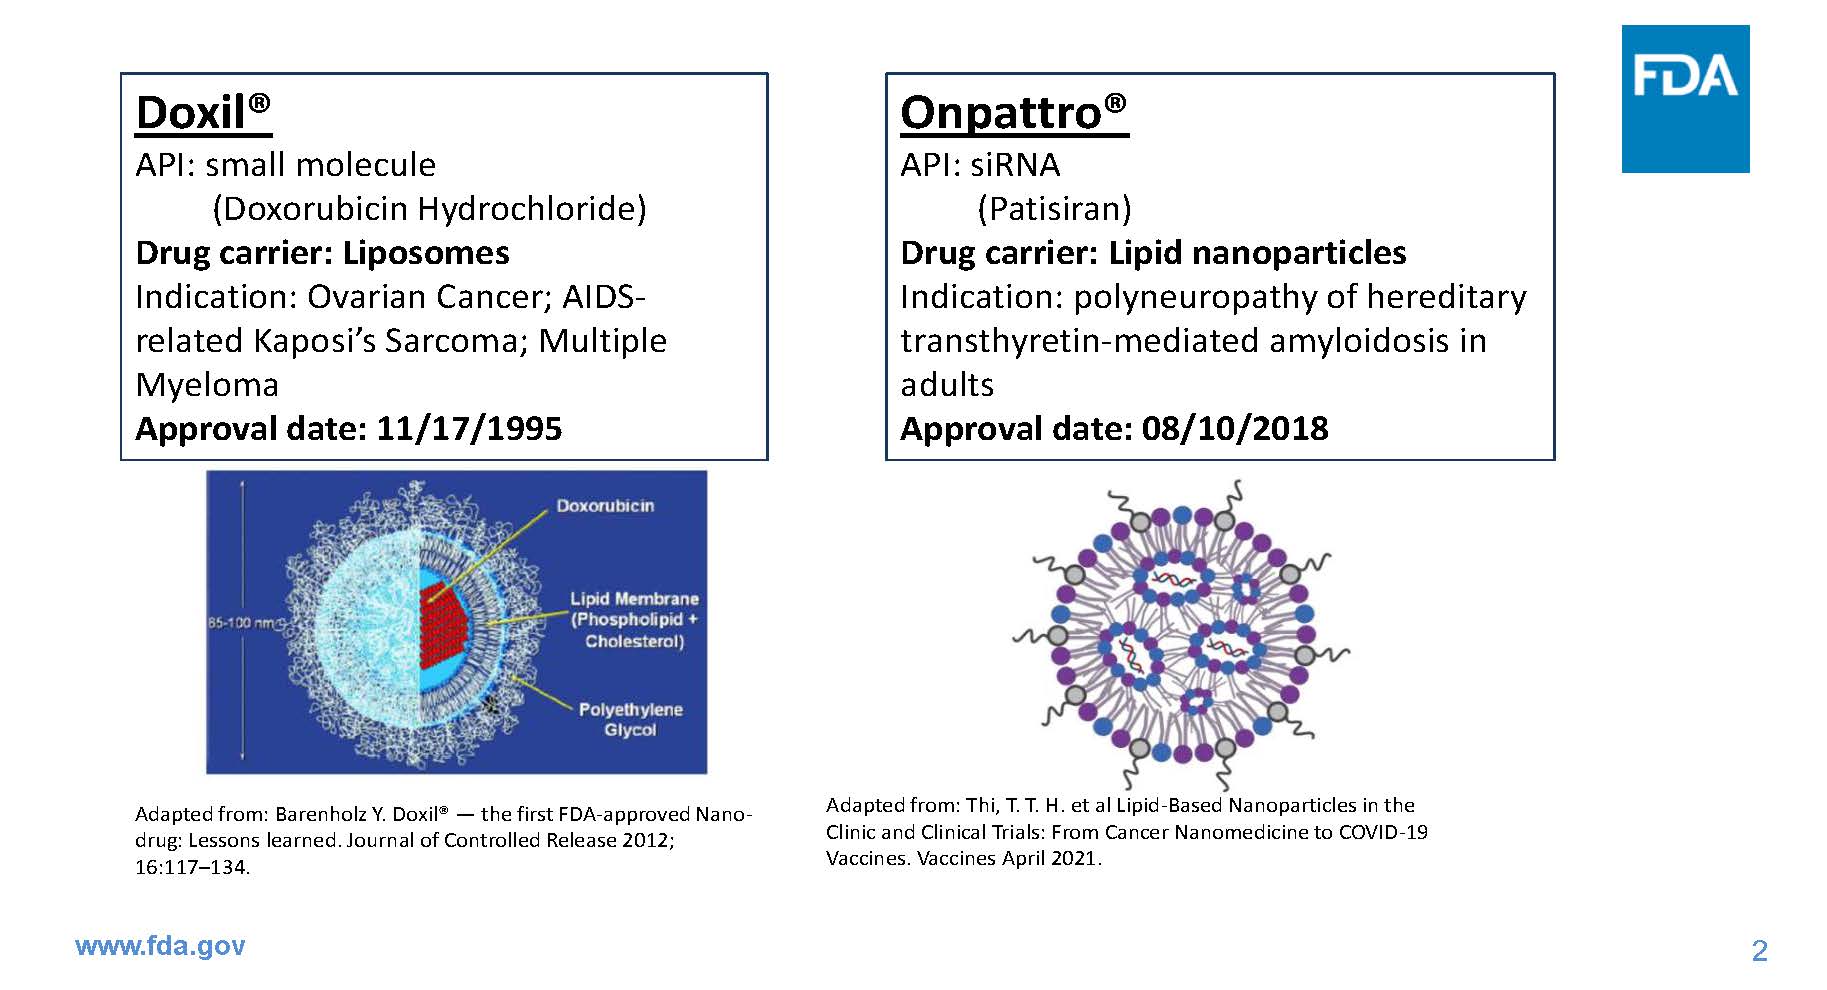 FDA
Doxil®
API: small molecule
(Doxorubicin Hydrochloride)
Drug carrier: Liposomes
Indication: Ovarian Cancer; AIDS-
related Kaposi’s Sarcoma; Multiple
Myeloma
Approval date: 11/17/1995
Onpattro®
API: siRNA
(Patisiran)
Drug carrier: Lipid nanoparticles
Indication: polyneuropathy of hereditary
transthyretin-mediated amyloidosis in
adults
Approval date: 08/10/2018
Doxorubicin
Lipid Membrane
(Phospholipid +
Cholesterol)
85-100 nm
Polyethylene
Glycol
Adapted from: Barenholz Y. Doxil® — the first FDA-approved Nano-
drug: Lessons learned. Journal of Controlled Release 2012;
16:117–134.
Adapted from: Thi, T. T. H. et al Lipid-Based Nanoparticles in the
Clinic and Clinical Trials: From Cancer Nanomedicine to COVID-19
Vaccines. Vaccines April 2021.
www.fda.gov
2